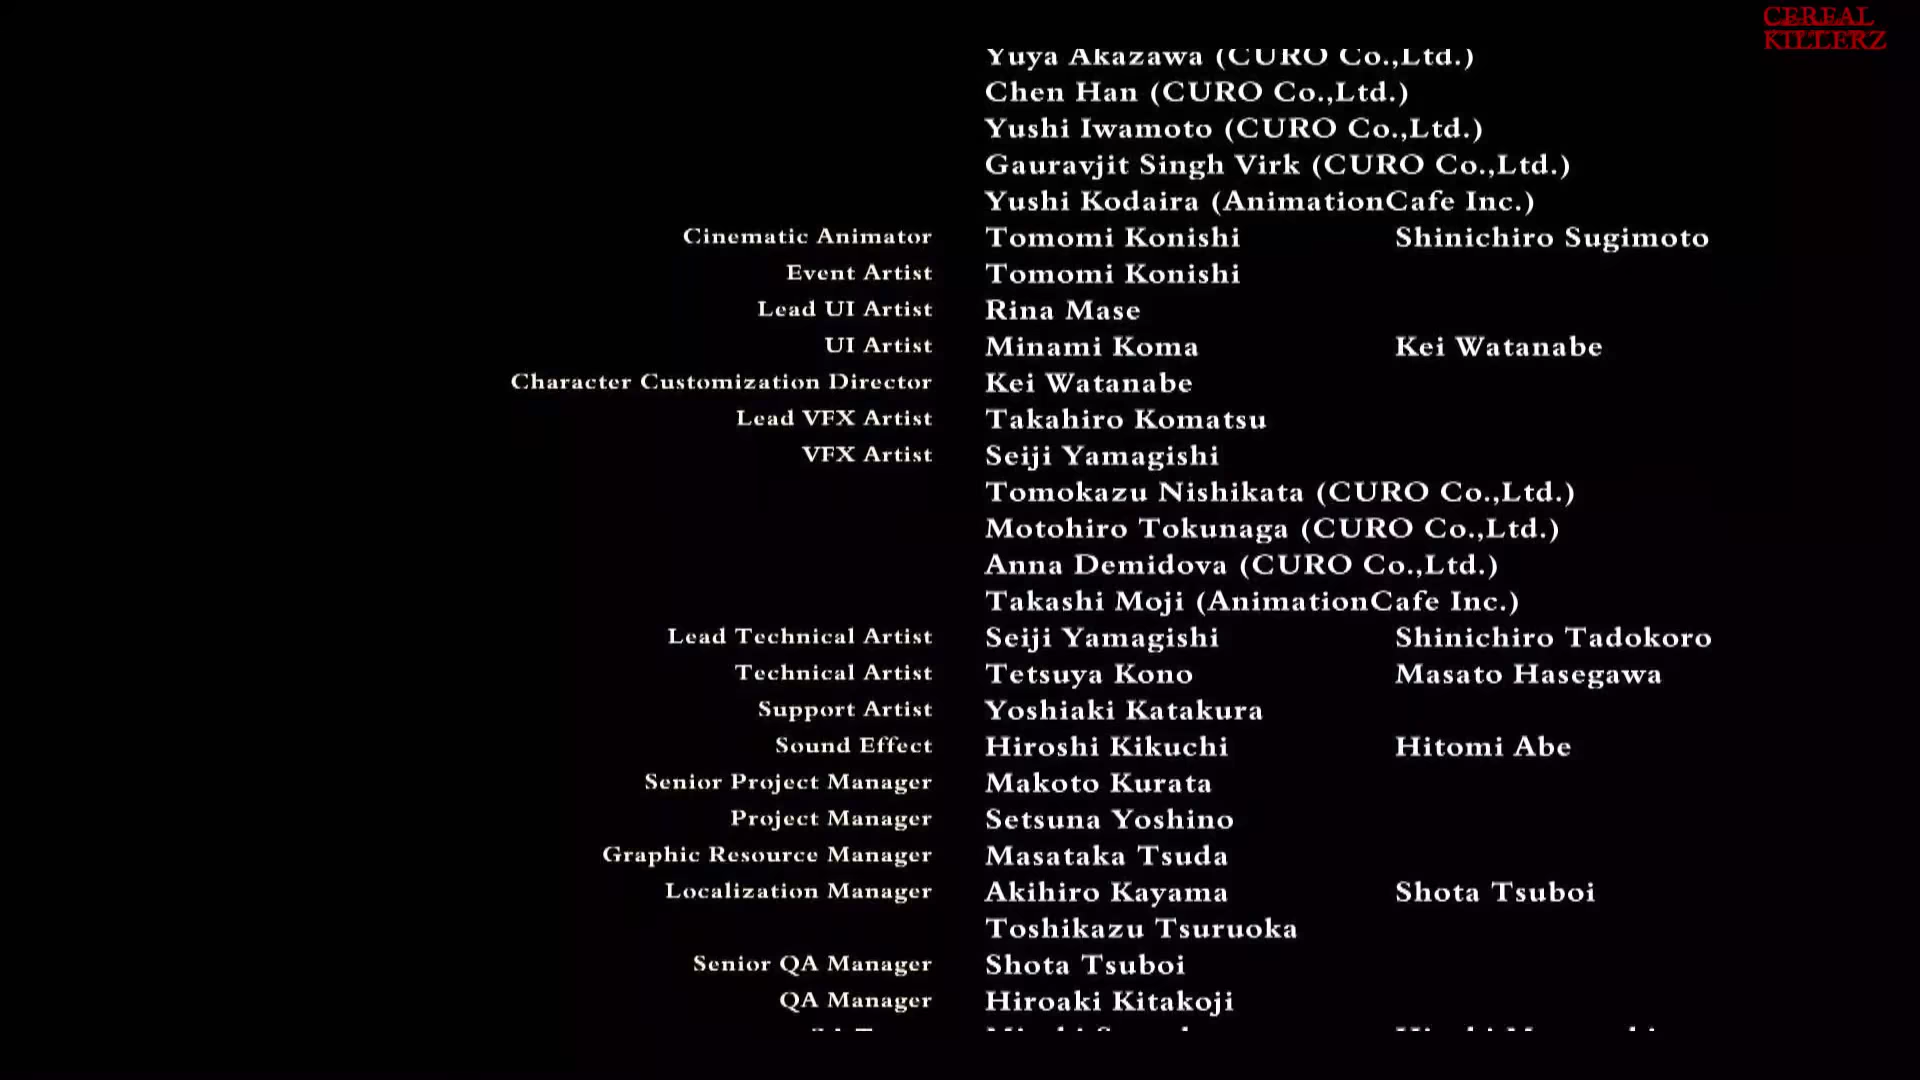 CEREAL
KILLERZ
Yuya Akazawa (CURO Co.,Ltd.)
Chen Han (CURO Co.,Ltd.)
Yushi Iwamoto (CURO Co.,Ltd.)
Gauravjit Singh Virk (CURO Co.,Ltd.)
Yushi Kodaira (AnimationCafe Inc.)
Cinematic Animator Tomomi Konishi Shinichiro Sugimoto
Event Artist Tomomi Konishi
Lead UI Artist Rina Mase
UI Artist Minami Koma Kei Watanabe
Character Customization Director Kei Watanabe
Lead VFX Artist Takahiro Komatsu
VFX Artist Seiji Yamagishi
Tomokazu Nishikata (CURO Co.,Ltd.)
Motohiro Tokunaga (CURO Co.,Ltd.)
Anna Demidova (CURO Co.,Ltd.)
Takashi Moji (AnimationCafe Inc.)
Lead Technical Artist Seiji Yamagishi Shinichiro Tadokoro
Technical Artist Tetsuya Kono Masato Hasegawa
Support Artist Yoshiaki Katakura
Sound Effect Hiroshi Kikuchi Hitomi Abe
Senior Project Manager Makoto Kurata
Project Manager Setsuna Yoshino
Graphic Resource Manager Masataka Tsuda
Localization Manager Akihiro Kayama Shota Tsuboi
Toshikazu Tsuruoka
Senior QA Manager Shota Tsuboi
QA Manager Hiroaki Kitakoji